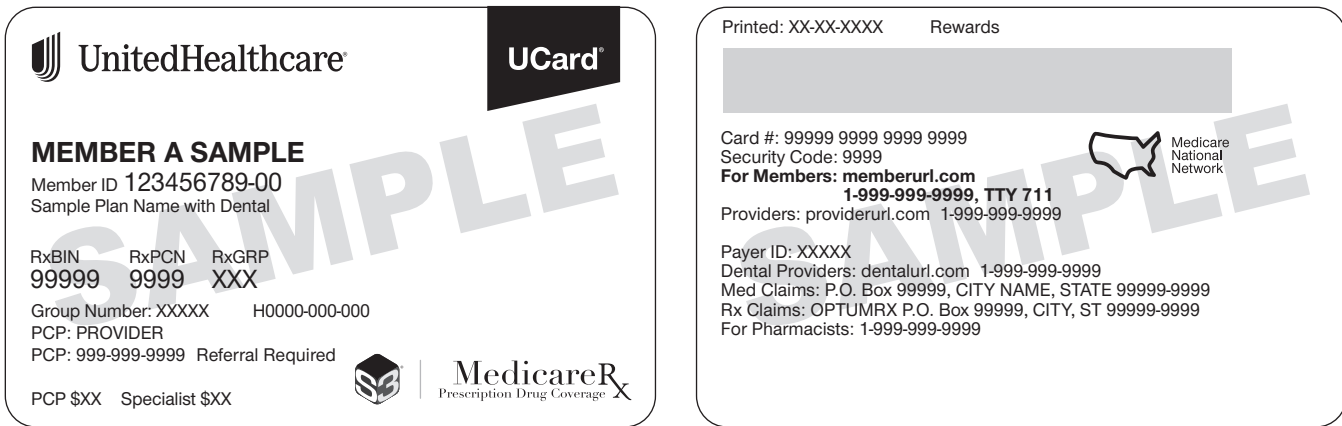 UnitedHealthcare®
UCard®
SAMPLE
MEMBER A SAMPLE
Member ID 123456789-00
Sample Plan Name with Dental
RxBIN RxPCN RxGRP
99999 9999 XXX
Group Number: XXXXX H0000-000-000
PCP: PROVIDER
PCP: 999-999-9999 Referral Required
PCP $XX Specialist $XX
S3®
MedicareRx
Prescription Drug Coverage
Printed: XX-XX-XXXX Rewards
SAMPLE
Card #: 99999 9999 9999 9999
Security Code: 9999
For Members: memberurl.com
1-999-999-9999, TTY 711
Providers: providerurl.com 1-999-999-9999
Medicare
National
Network
Payer ID: XXXXX
Dental Providers: dentalurl.com 1-999-999-9999
Med Claims: P.O. Box 99999, CITY NAME, STATE 99999-9999
Rx Claims: OPTUMRX P.O. Box 99999, CITY, ST 99999-9999
For Pharmacists: 1-999-999-9999